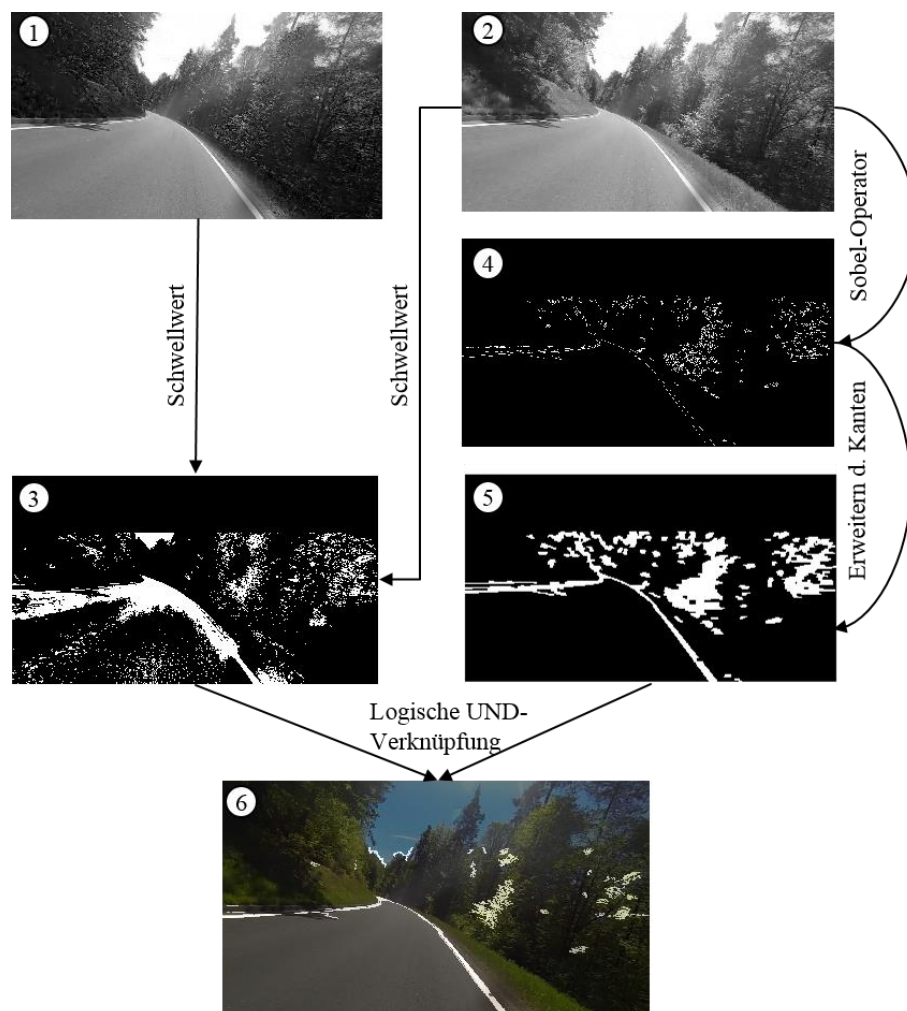 1
2
Sobel-Operator
Schwellwert
Schwellwert
4
Erweitern d. Kanten
3
5
Logische UND-
Verknüpfung
6